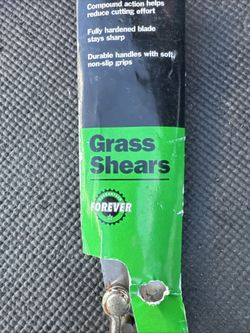 Compound action helps
reduce cutting effort
Fully hardened blade
stays sharp
Durable handles with soft,
non-slip grips
Grass
Shears
FOREVER